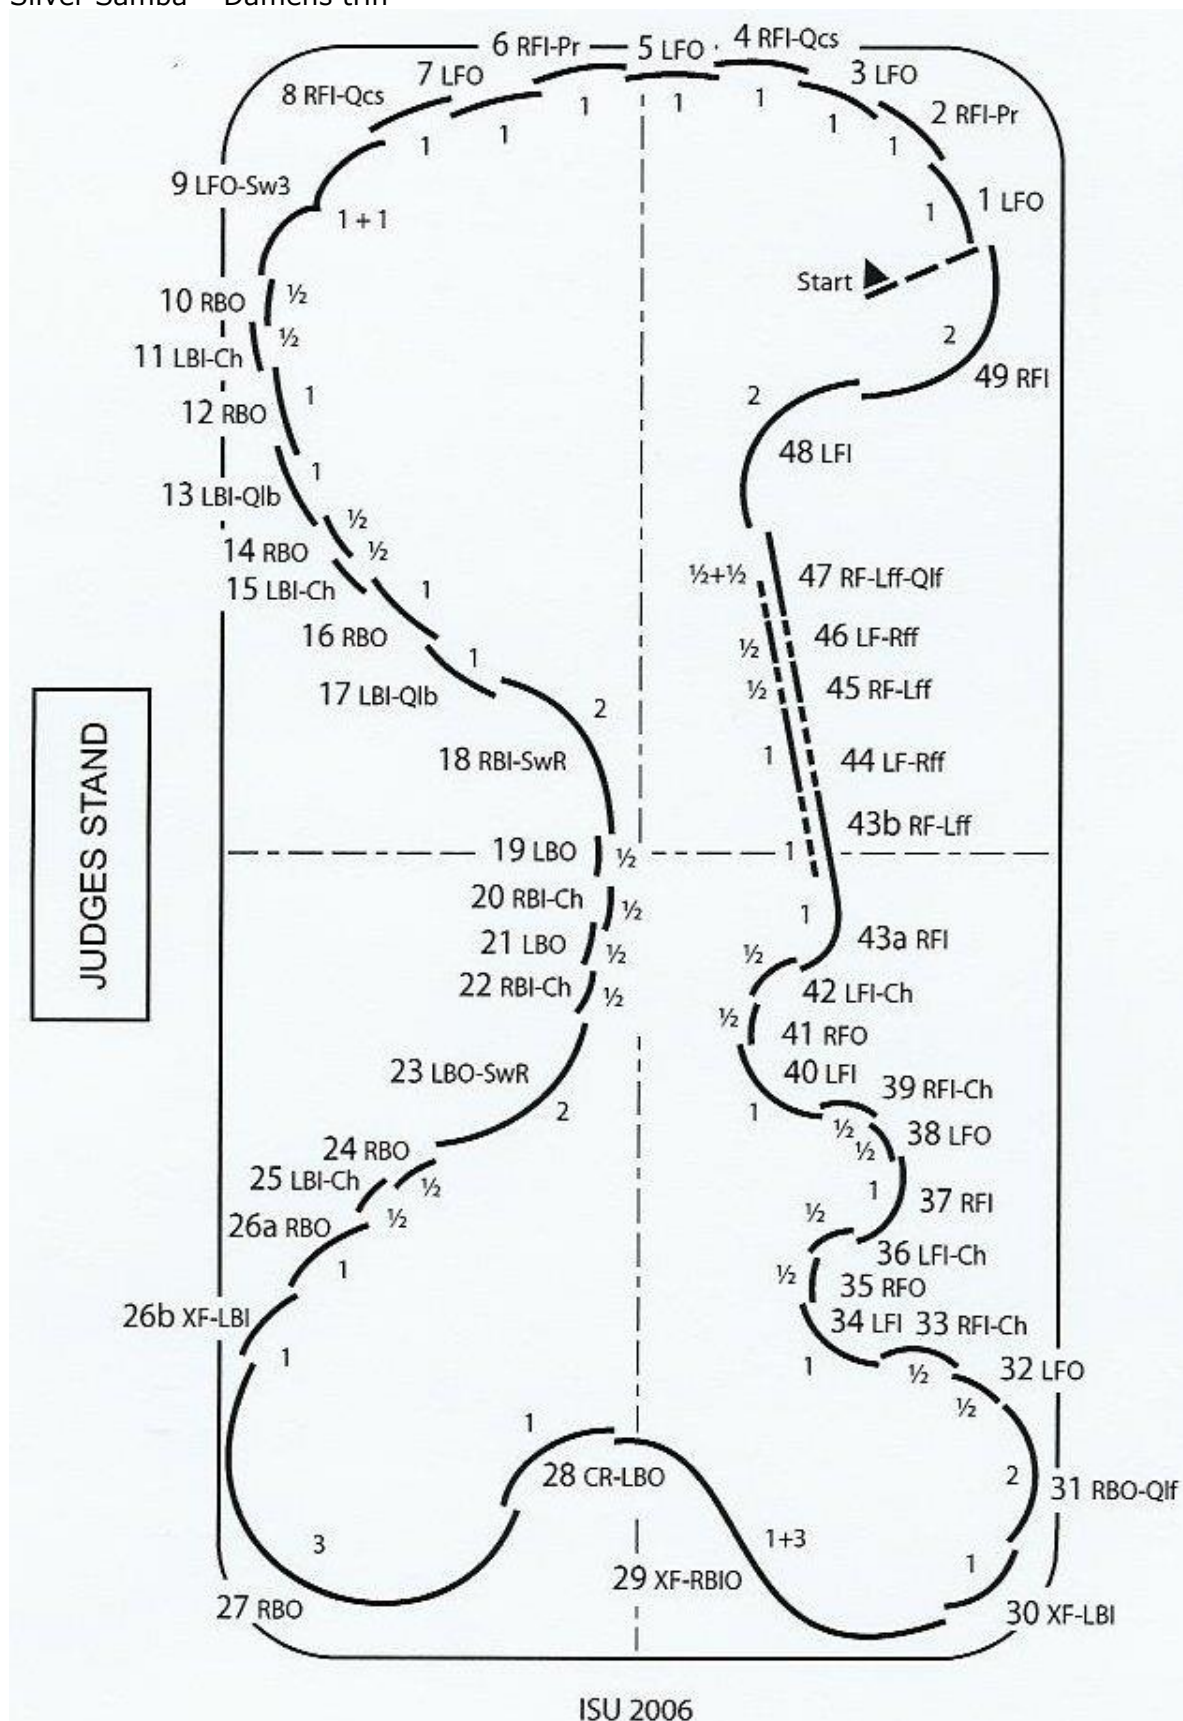 Silver Samba - Damens trin
6 RFI-Pr
5 LFO
4 RFI-Qcs
7 LFO
3 LFO
8 RFI-Qcs
2 RFI-Pr
1
1
1
1
1
1
1
9 LFO-Sw3
1 LFO
1 + 1
1
Start
10 RBO
½
½
11 LBI-Ch
2
49 RFI
12 RBO
1
2
48 LFI
1
13 LBI-Qlb
½
14 RBO
½
15 LBI-Ch
1
½+½
47 RF-Lff-Qlf
16 RBO
½
46 LF-Rff
1
17 LBI-Qlb
½
45 RF-Lff
2
18 RBI-SwR
1
44 LF-Rff
JUDGES STAND
43b RF-Lff
19 LBO
½
1
20 RBI-Ch
½
1
21 LBO
½
½
43a RFI
22 RBI-Ch
½
42 LFI-Ch
½
41 RFO
23 LBO-SwR
40 LFI
39 RFI-Ch
2
1
½
38 LFO
24 RBO
½
25 LBI-Ch
½
1
37 RFI
26a RBO
½
½
36 LFI-Ch
1
½
35 RFO
26b XF-LBI
34 LFI
33 RFI-Ch
1
1
½
32 LFO
½
1
28 CR-LBO
2
31 RBO-Qlf
3
1+3
1
29 XF-RBIO
27 RBO
30 XF-LBI
ISU 2006